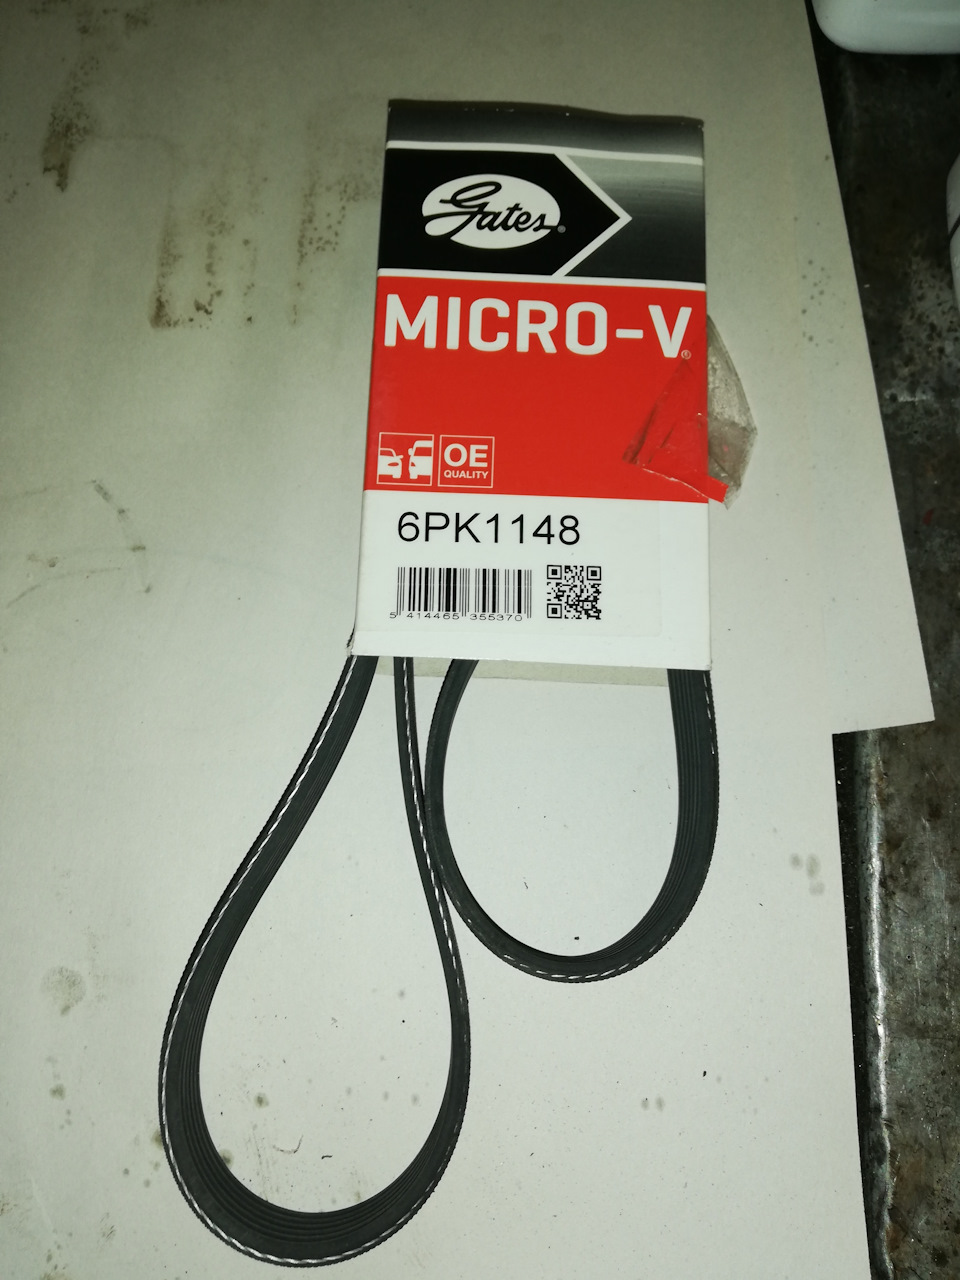 Gates®
MICRO-V®
OE
QUALITY
6PK1148
5 414465 355370